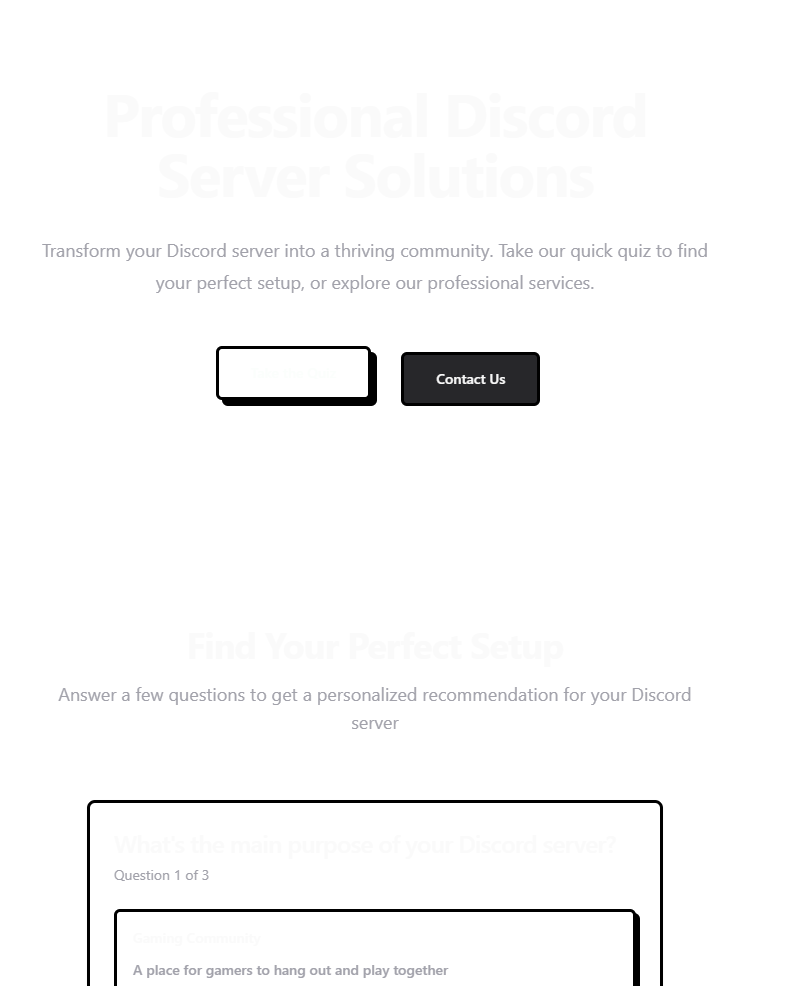 Professional Discord
Server Solutions
Transform your Discord server into a thriving community. Take our quick quiz to find
your perfect setup, or explore our professional services.
Contact Us
Find Your Perfect Setup
Answer a few questions to get a personalized recommendation for your Discord
server
What's the main purpose of your Discord server?
Question 1 of 3
Gaming Community
A place for gamers to hang out and play together